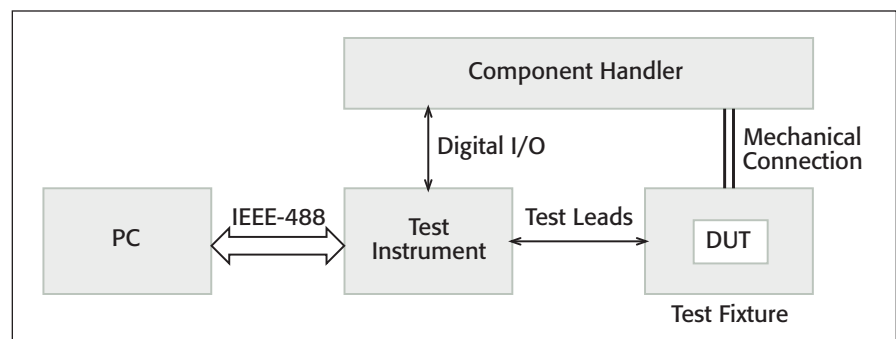 Component Handler
Digital I/O
Mechanical
Connection
PC
IEEE-488
Test
Instrument
Test Leads
DUT
Test Fixture